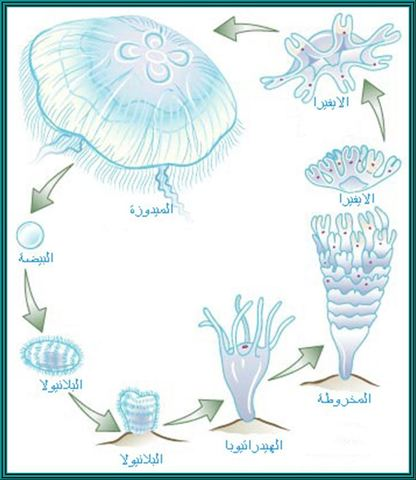 الايفيرا
الايفيرا
الميدوزة
البيضة
البلانيولا
البلانيولا
الهيدراتيوبا
المخروطة